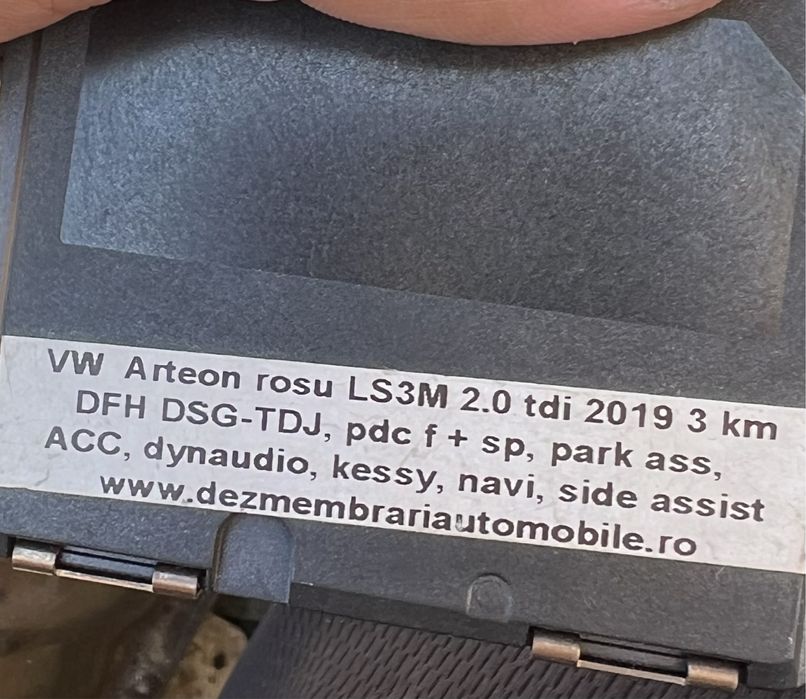 VW Arteon rosu LS3M 2.0 tdi 2019 3 km
DFH DSG-TDJ, pdc f + sp, park ass,
ACC, dynaudio, kessy, navi, side assist
www.dezmembrariautomobile.ro